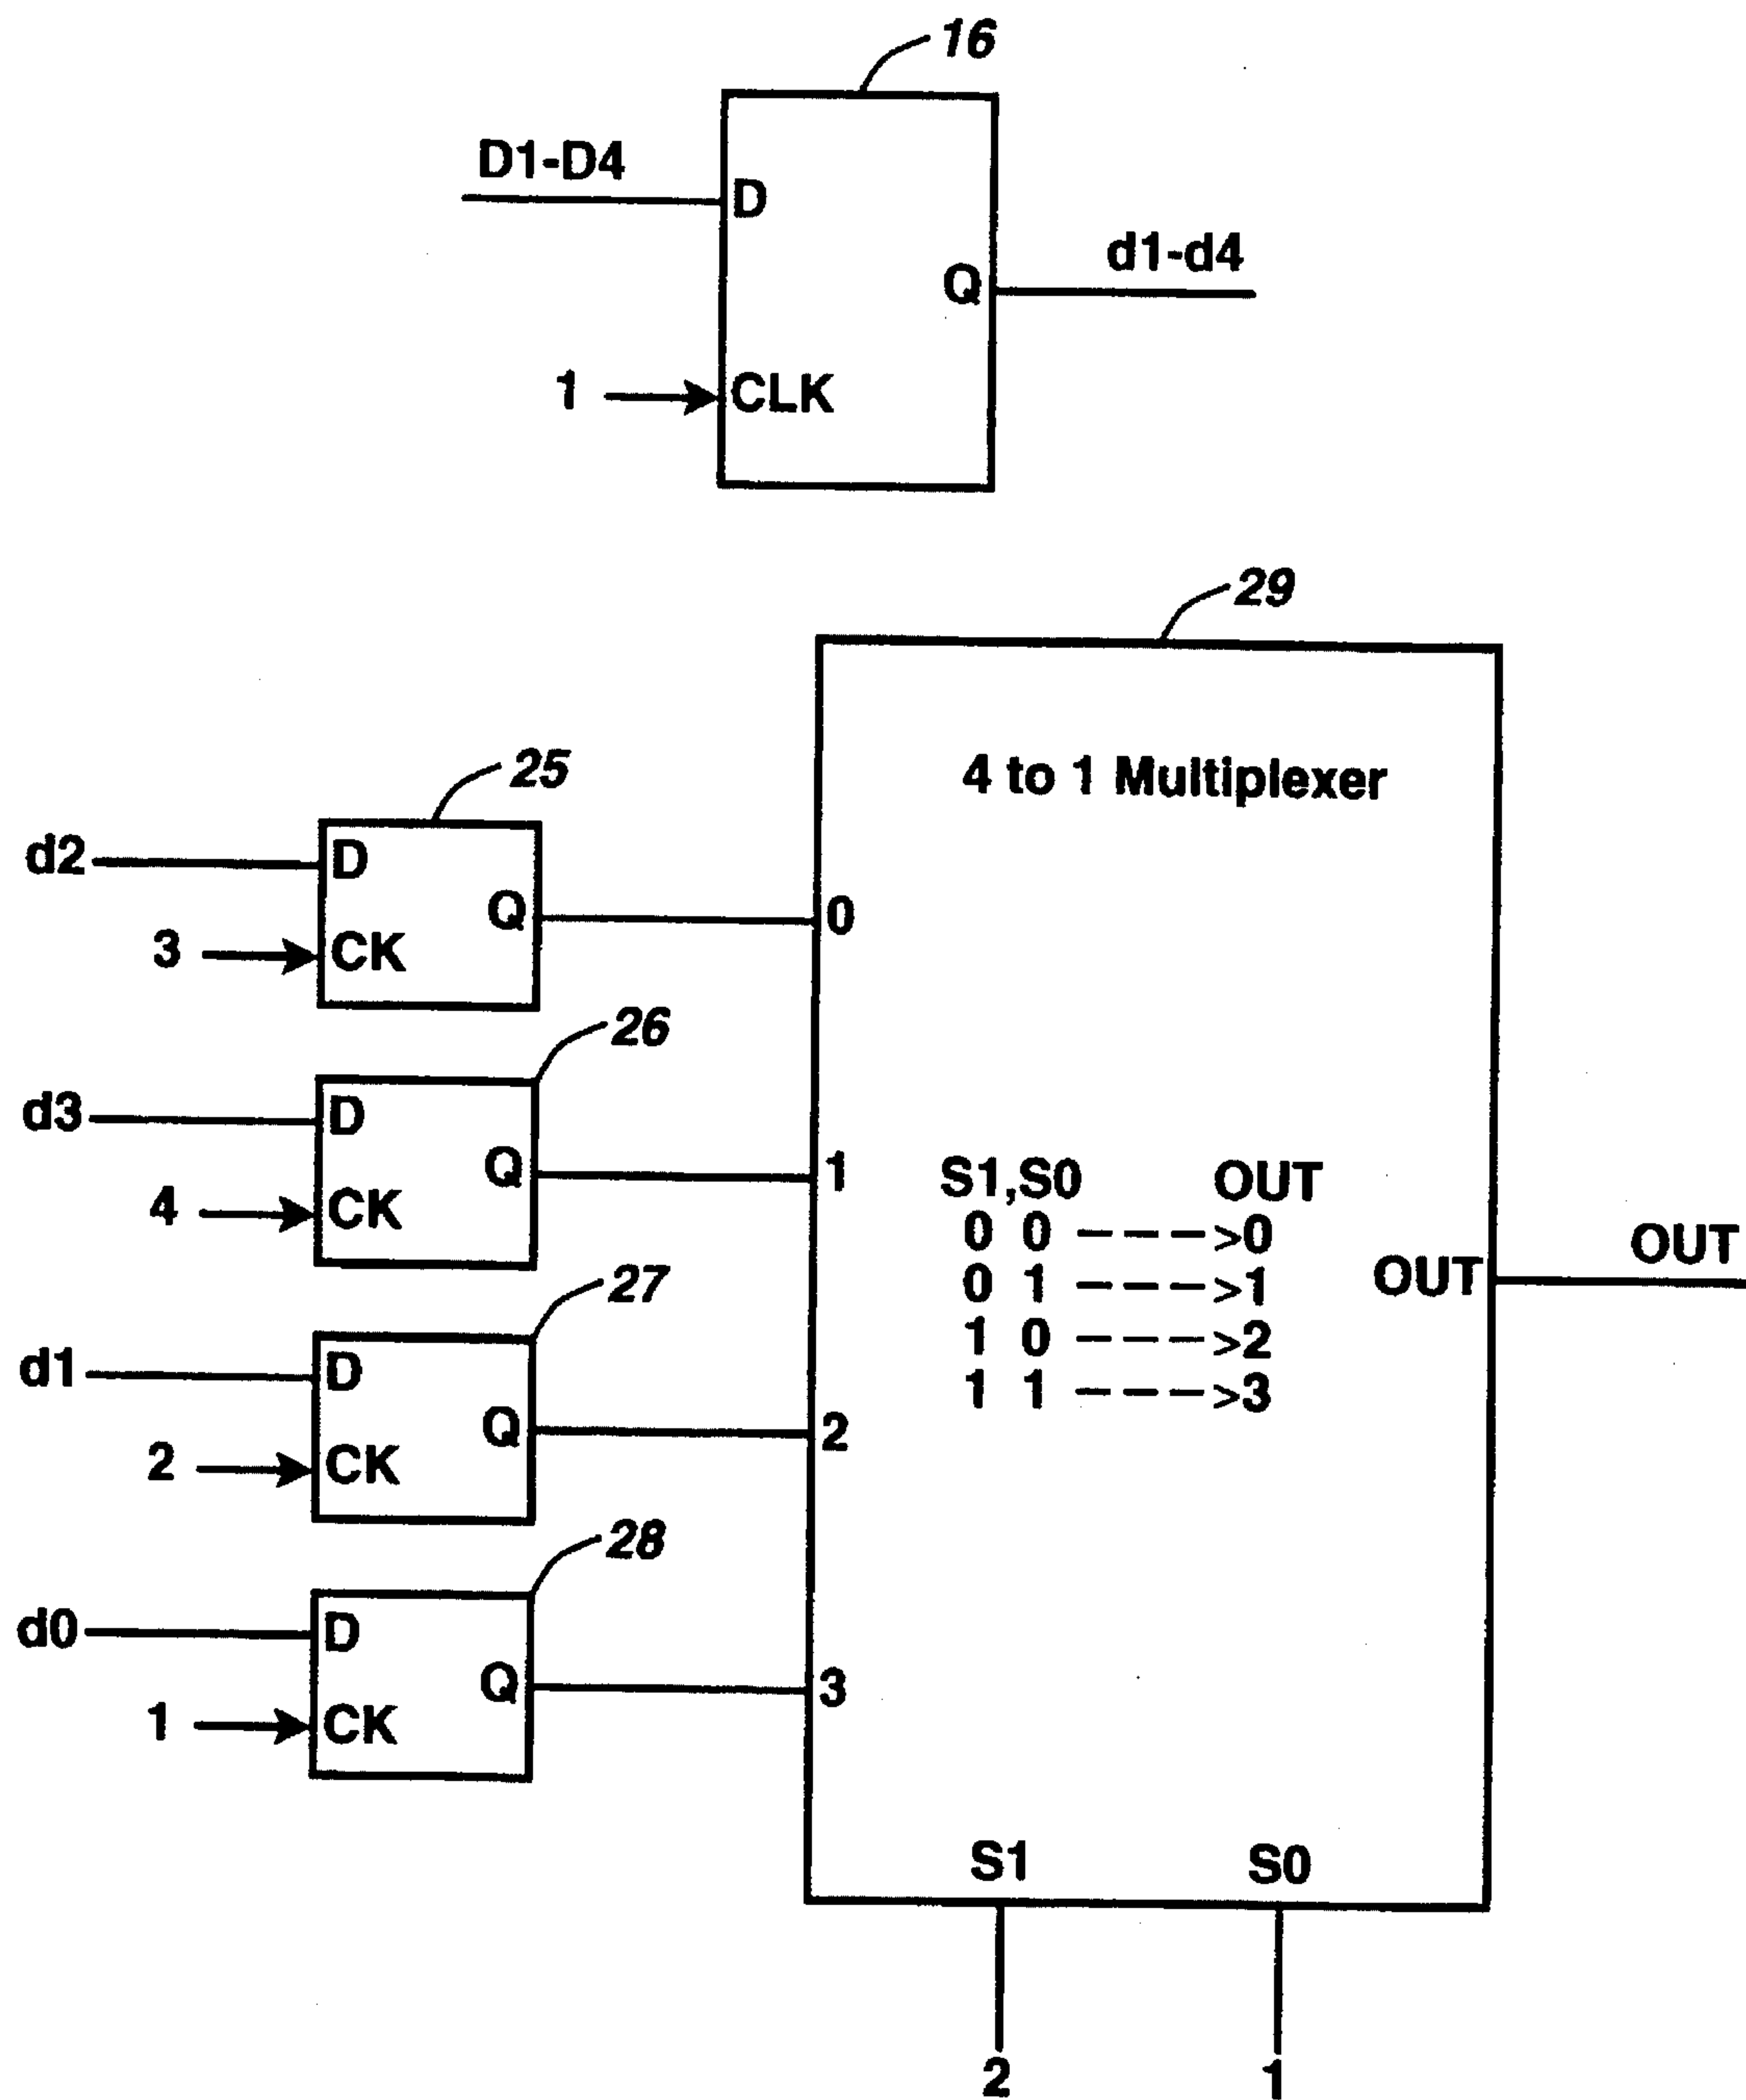 16
D1-D4
D
d1-d4
Q
1
CLK
29
4 to 1 Multiplexer
25
d2
D
Q
0
3
CK
26
d3
D
Q
1
4
CK
S1,S0 OUT
0 0 ---->0
0 1 ---->1
1 0 ---->2
1 1 ---->3
OUT
OUT
27
d1
D
Q
2
2
CK
28
d0
D
Q
3
1
CK
S1
S0
2
1